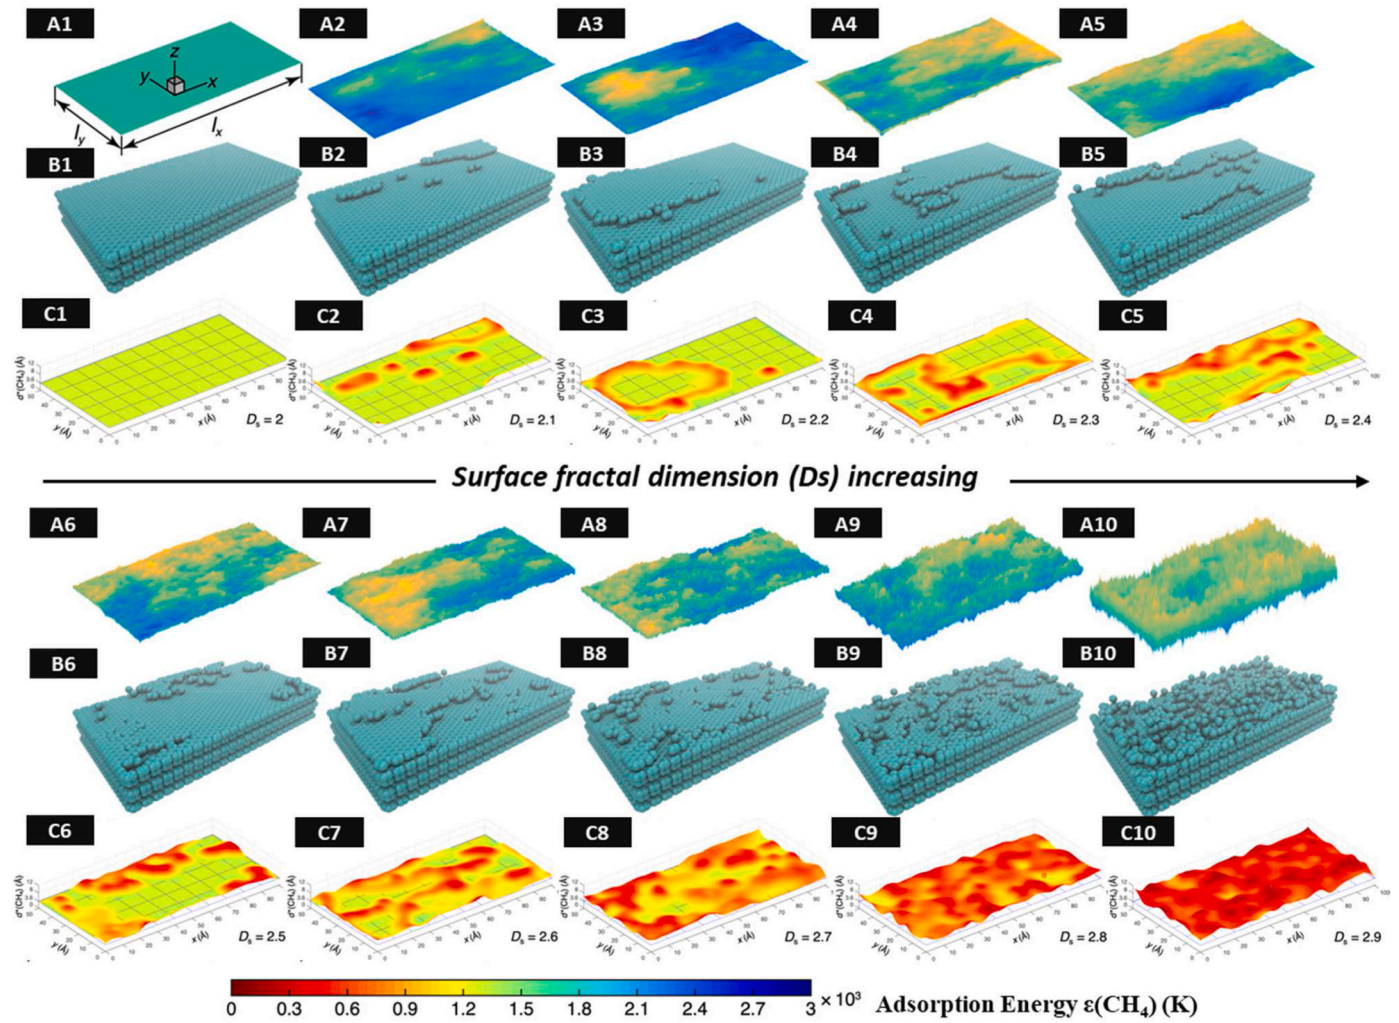 A1 A2 A3 A4 A5
z
y
x
l_y
l_x
B1 B2 B3 B4 B5
C1 C2 C3 C4 C5
D_s = 2 D_s = 2.1 D_s = 2.2 D_s = 2.3 D_s = 2.4
x (Å) x (Å) x (Å) x (Å) x (Å)
y (Å) y (Å) y (Å) y (Å) y (Å)
Surface fractal dimension (Ds) increasing
A6 A7 A8 A9 A10
B6 B7 B8 B9 B10
C6 C7 C8 C9 C10
D_s = 2.5 D_s = 2.6 D_s = 2.7 D_s = 2.8 D_s = 2.9
x (Å) x (Å) x (Å) x (Å) x (Å)
y (Å) y (Å) y (Å) y (Å) y (Å)
0 0.3 0.6 0.9 1.2 1.5 1.8 2.1 2.4 2.7 3 × 10³
Adsorption Energy ε(CH₄) (K)